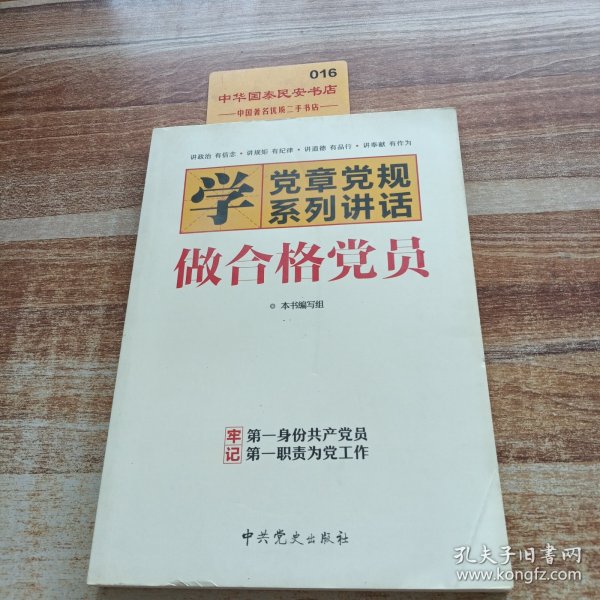 016
中华国泰民安书店
——中国著名优质二手书店——
讲政治 有信念·讲规矩 有纪律·讲道德 有品行·讲奉献 有作为
学
党章党规
系列讲话
做合格党员
◎ 本书编写组
牢记
第一身份共产党员
第一职责为党工作
中共党史出版社
孔夫子旧书网
www.kongfz.com